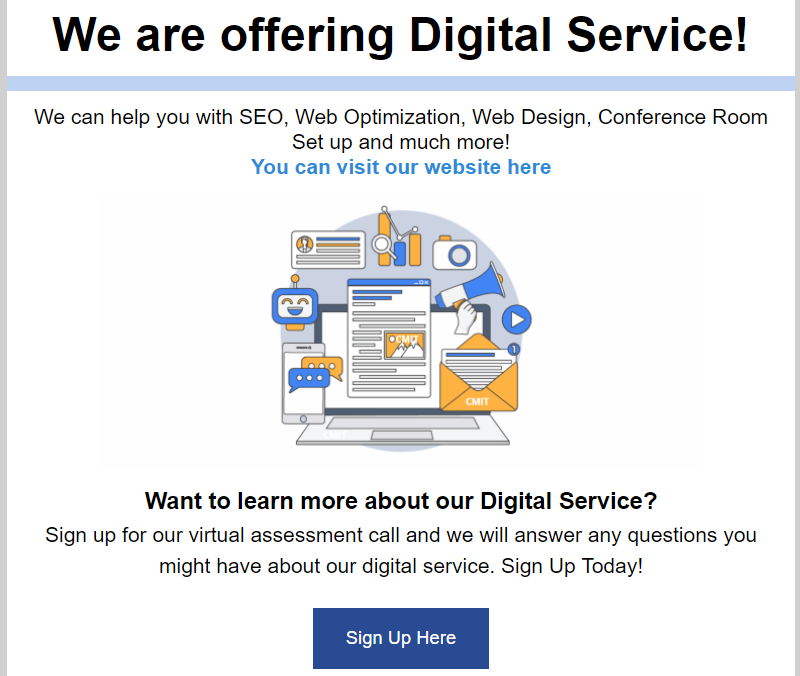 We are offering Digital Service!
We can help you with SEO, Web Optimization, Web Design, Conference Room
Set up and much more!
You can visit our website here
CMIT
1
CMIT
CMIT
Want to learn more about our Digital Service?
Sign up for our virtual assessment call and we will answer any questions you
might have about our digital service. Sign Up Today!
Sign Up Here